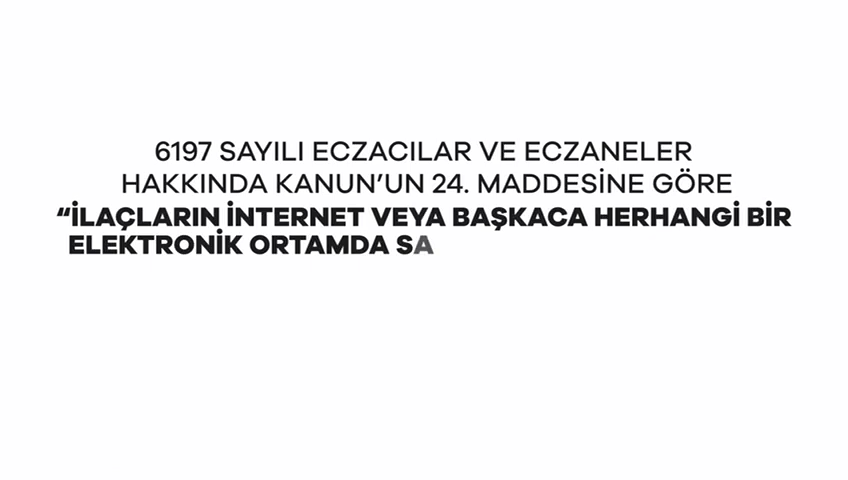 6197 SAYILI ECZACILAR VE ECZANELER
HAKKINDA KANUN’UN 24. MADDESİNE GÖRE
“İLAÇLARIN İNTERNET VEYA BAŞKACA HERHANGİ BİR
ELEKTRONİK ORTAMDA SA